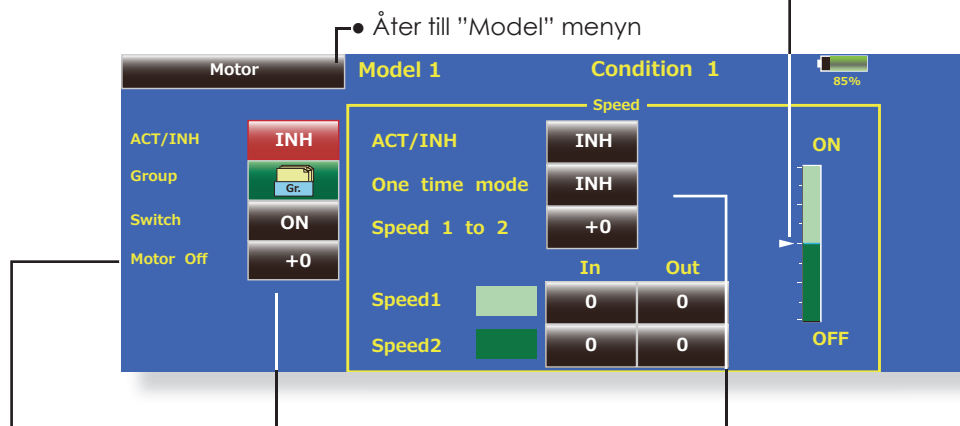 ● Åter till ”Model” menyn
Motor Model 1 Condition 1
85%
Speed
ACT/INH INH ACT/INH INH ON
Group Gr. One time mode INH
Switch ON Speed 1 to 2 +0
Motor Off +0
In Out
Speed1 0 0
Speed2 0 0 OFF